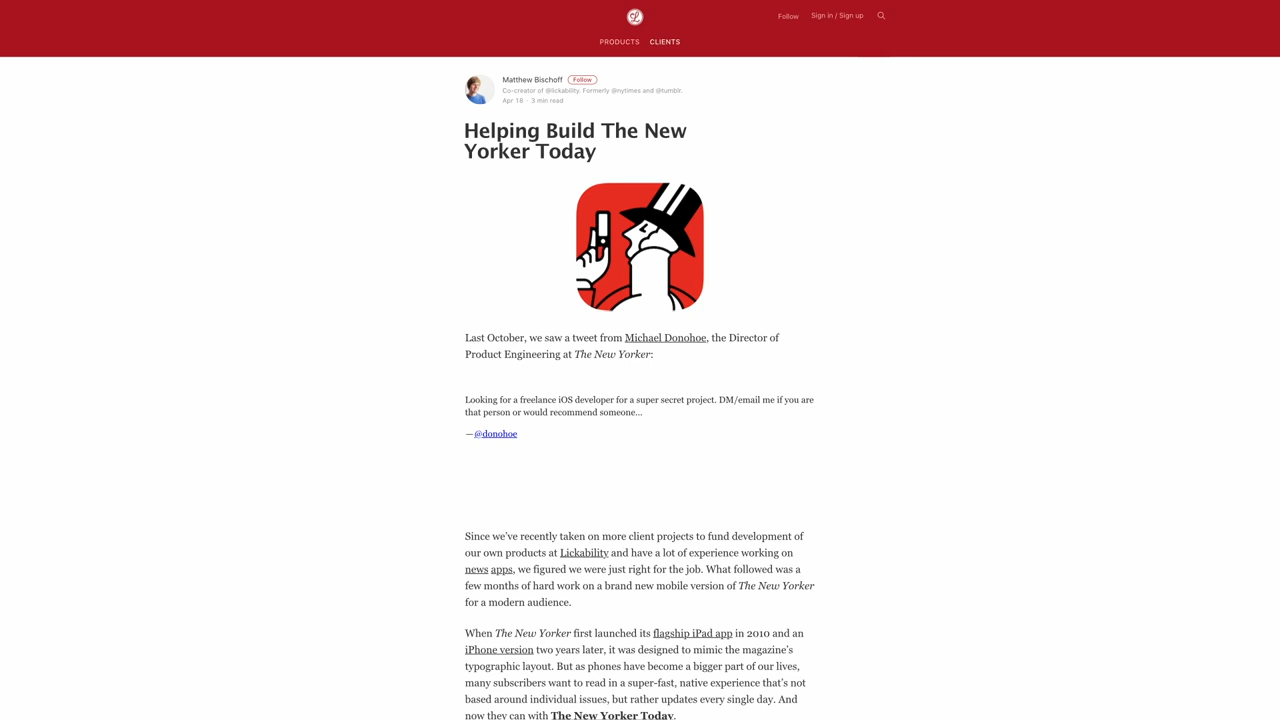 Follow
Sign in / Sign up
PRODUCTS
CLIENTS
Matthew Bischoff
Follow
Co-creator of @lickability. Formerly @nytimes and @tumblr.
Apr 18 · 3 min read
Helping Build The New
Yorker Today
Last October, we saw a tweet from Michael Donohoe, the Director of
Product Engineering at The New Yorker:
Looking for a freelance iOS developer for a super secret project. DM/email me if you are
that person or would recommend someone...
— @donohoe
Since we’ve recently taken on more client projects to fund development of
our own products at Lickability and have a lot of experience working on
news apps, we figured we were just right for the job. What followed was a
few months of hard work on a brand new mobile version of The New Yorker
for a modern audience.
When The New Yorker first launched its flagship iPad app in 2010 and an
iPhone version two years later, it was designed to mimic the magazine’s
typographic layout. But as phones have become a bigger part of our lives,
many subscribers want to read in a super-fast, native experience that’s not
based around individual issues, but rather updates every single day. And
now they can with The New Yorker Today.